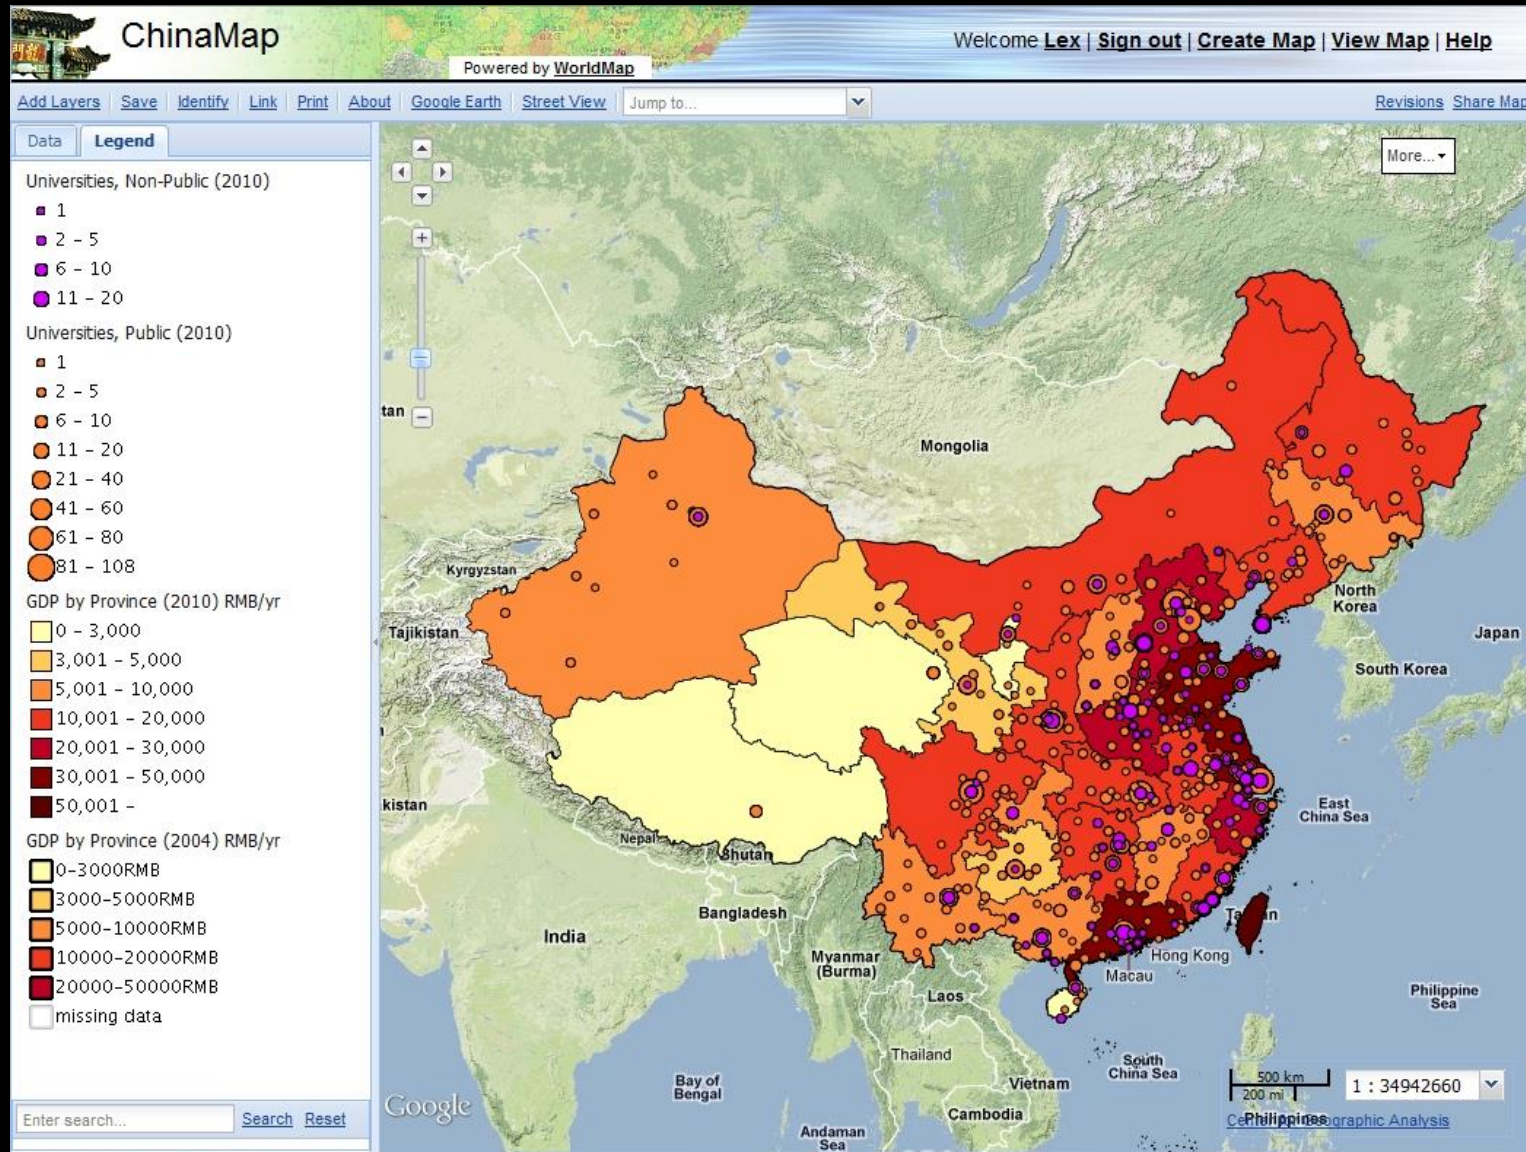 ChinaMap
Powered by WorldMap
Welcome Lex | Sign out | Create Map | View Map | Help
Add Layers Save Identify Link Print About Google Earth Street View Jump to...
Revisions Share Map
Data Legend
Universities, Non-Public (2010)
1
2 - 5
6 - 10
11 - 20
Universities, Public (2010)
1
2 - 5
6 - 10
11 - 20
21 - 40
41 - 60
61 - 80
81 - 108
GDP by Province (2010) RMB/yr
0 - 3,000
3,001 - 5,000
5,001 - 10,000
10,001 - 20,000
20,001 - 30,000
30,001 - 50,000
50,001 -
GDP by Province (2004) RMB/yr
0-3000RMB
3000-5000RMB
5000-10000RMB
10000-20000RMB
20000-50000RMB
missing data
Enter search... Search Reset
More...
tan
Mongolia
Kyrgyzstan
Tajikistan
North
Korea
Japan
South Korea
kistan
East
China Sea
Nepal
Bhutan
Bangladesh
India
Myanmar
(Burma)
Hong Kong
Macau
Laos
Philippine
Sea
Thailand
South
China Sea
Vietnam
Bay of
Bengal
Cambodia
Andaman
Sea
Google
500 km
200 mi
1 : 34942660
Philippines
graphic Analysis